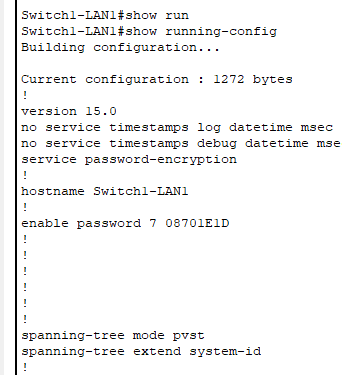 Switch1-LAN1#show run
Switch1-LAN1#show running-config
Building configuration...
Current configuration : 1272 bytes
!
version 15.0
no service timestamps log datetime msec
no service timestamps debug datetime mse
service password-encryption
!
hostname Switch1-LAN1
!
enable password 7 08701E1D
!
!
!
!
!
!
spanning-tree mode pvst
spanning-tree extend system-id
!